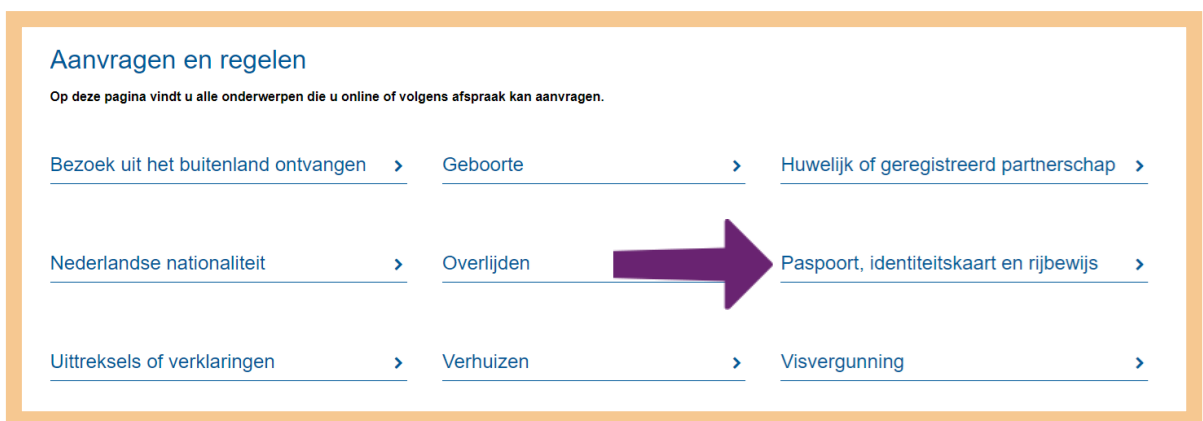 Aanvragen en regelen
Op deze pagina vindt u alle onderwerpen die u online of volgens afspraak kan aanvragen.
Bezoek uit het buitenland ontvangen
Geboorte
Huwelijk of geregistreerd partnerschap
Nederlandse nationaliteit
Overlijden
Paspoort, identiteitskaart en rijbewijs
Uittreksels of verklaringen
Verhuizen
Visvergunning